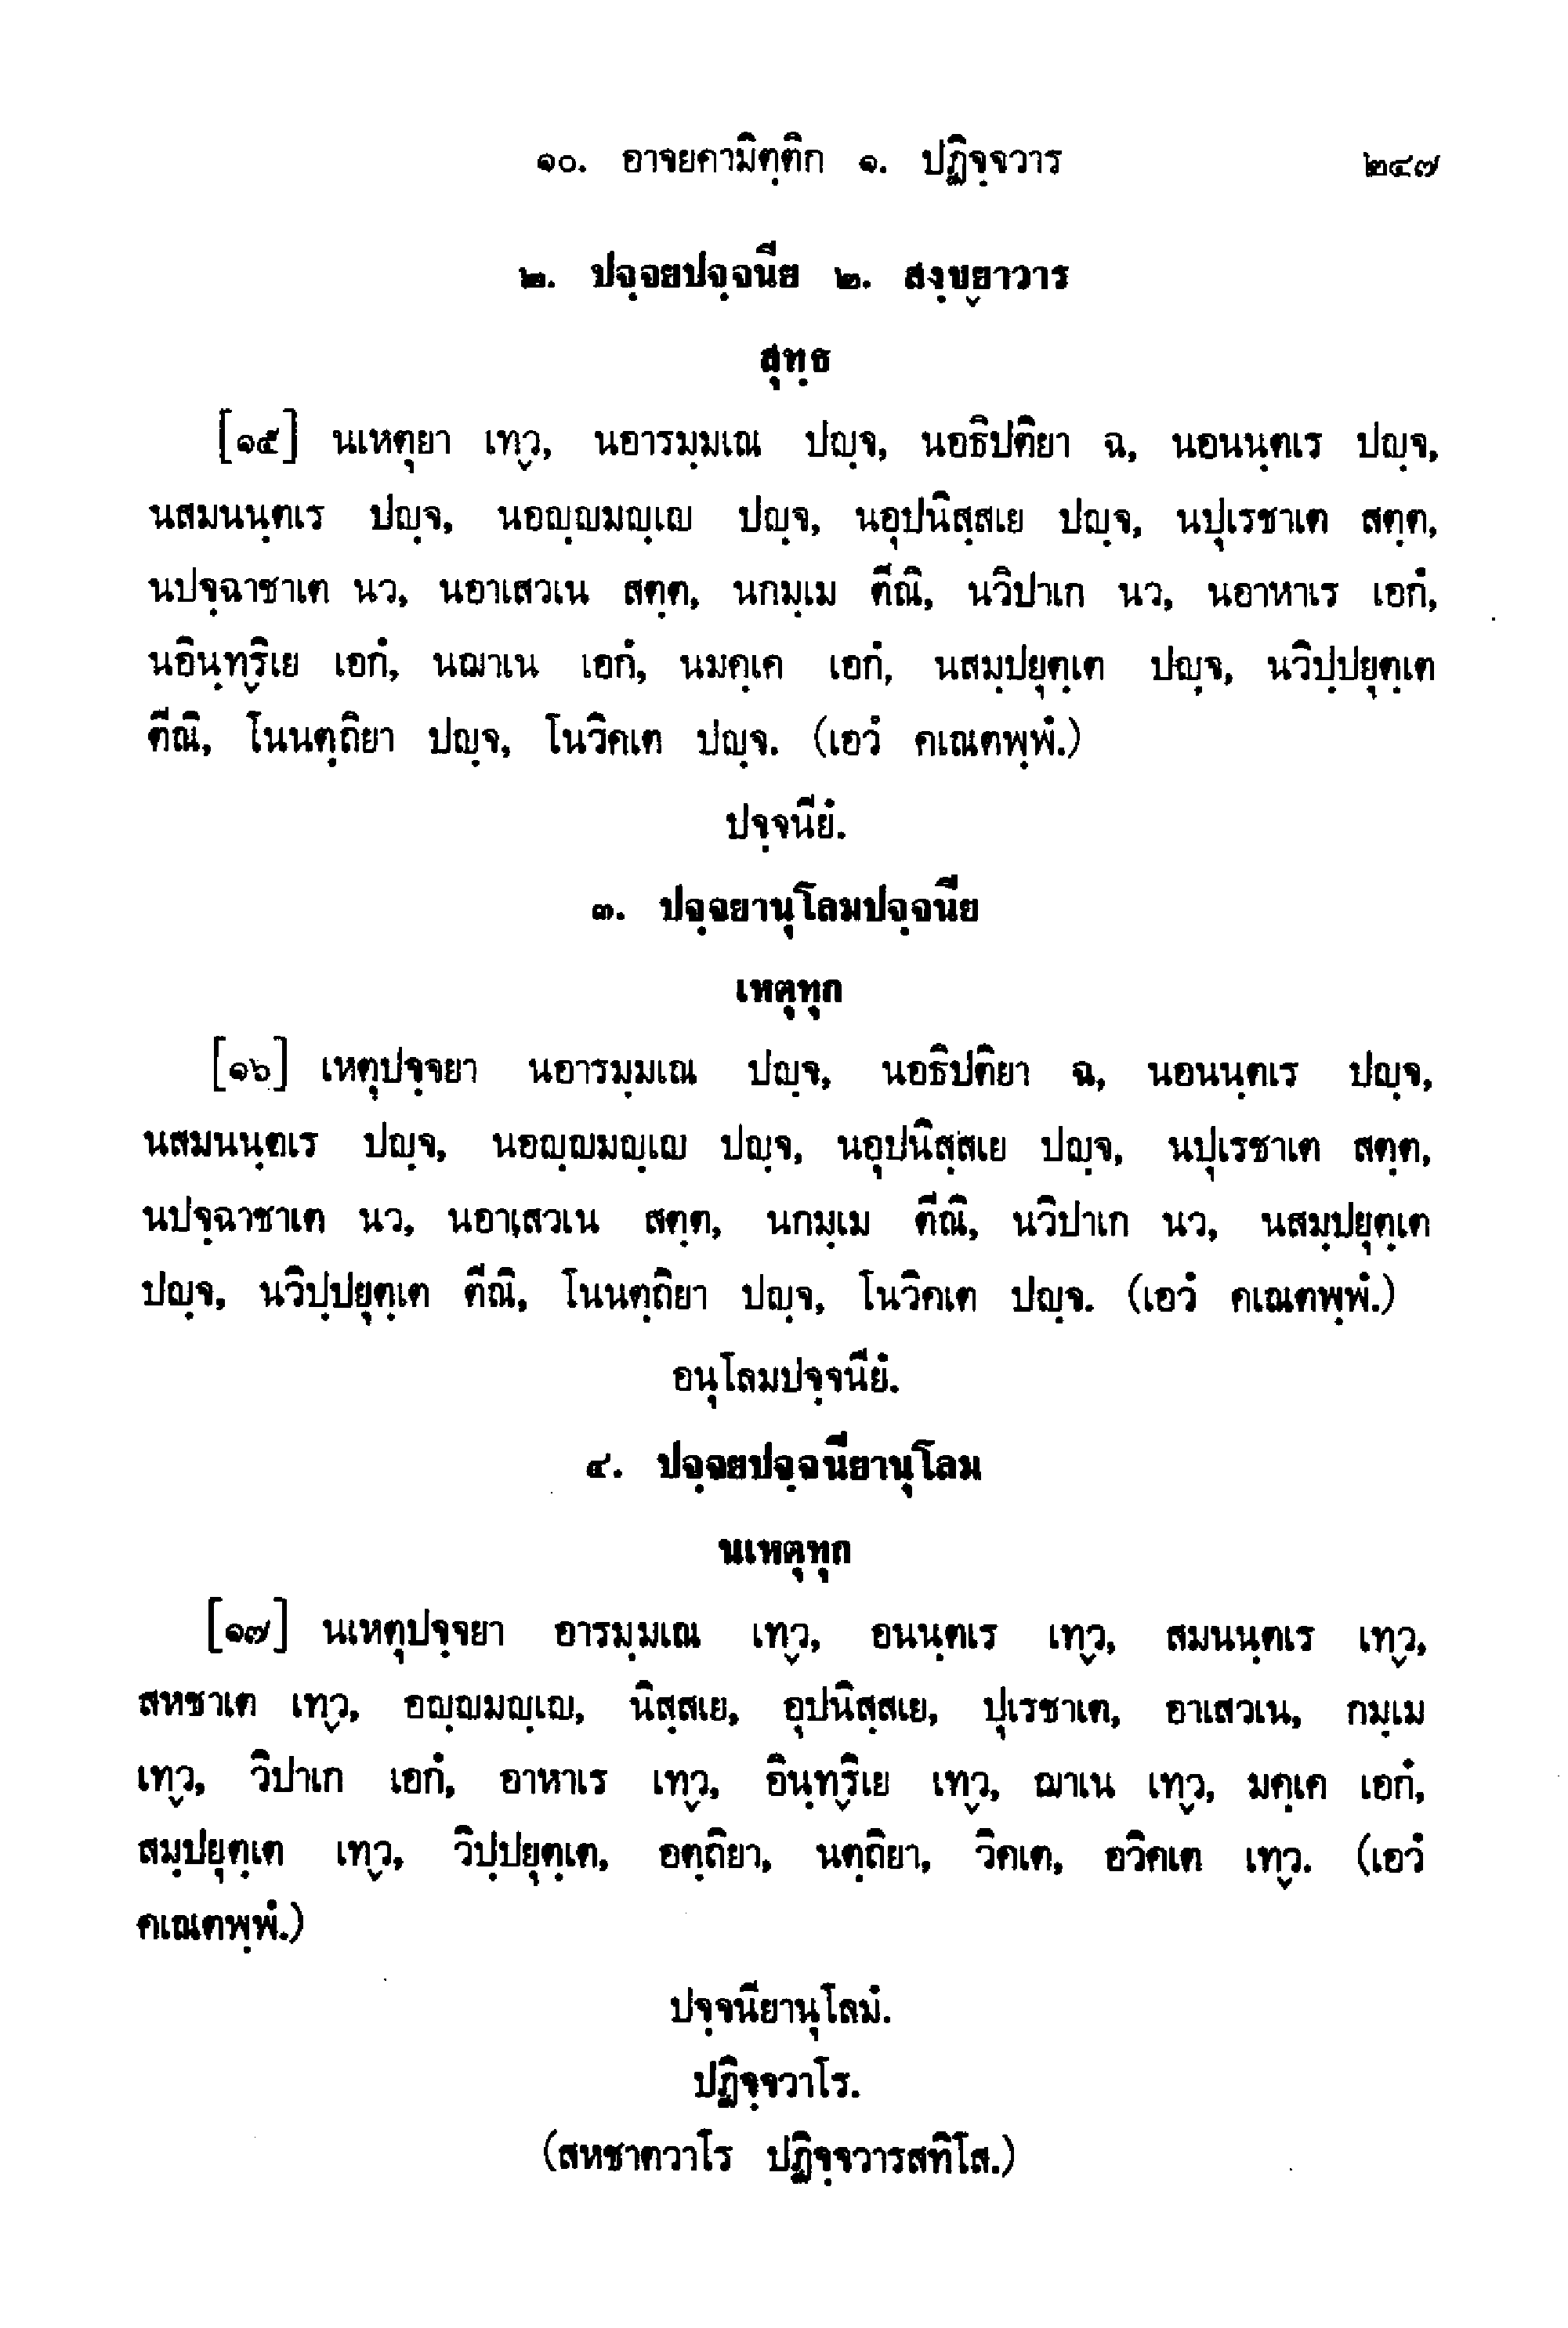 ๑๐. อาจยคามิตฺติก ๑. ปฏิจฺจวาร ๒๔๗
๒. ปจฺจยปจฺจนีย ๒. สงฺขฺยาวาร
สุทฺธ
[๑๕] นเหตุยา เทฺว, นอารมฺมเณ ปญฺจ, นอธิปติยา ฉ, นอนนฺตเร ปญฺจ,
นสมนนฺตเร ปญฺจ, นอญฺญมญฺเญ ปญฺจ, นอุปนิสฺสเย ปญฺจ, นปุเรชาเต สตฺต,
นปจฺฉาชาเต นว, นอาเสวเน สตฺต, นกมฺเม ตีณิ, นวิปาเก นว, นอาหาเร เอกํ,
นอินฺทฺริเย เอกํ, นฌาเน เอกํ, นมคฺเค เอกํ, นสมฺปยุตฺเต ปญฺจ, นวิปฺปยุตฺเต
ตีณิ, โนนตฺถิยา ปญฺจ, โนวิคเต ปญฺจ. (เอวํ คเณตพฺพํ.)
ปจฺจนียํ.
๓. ปจฺจยานุโลมปจฺจนีย
เหตุทุก
[๑๖] เหตุปจฺจยา นอารมฺมเณ ปญฺจ, นอธิปติยา ฉ, นอนนฺตเร ปญฺจ,
นสมนนฺตเร ปญฺจ, นอญฺญมญฺเญ ปญฺจ, นอุปนิสฺสเย ปญฺจ, นปุเรชาเต สตฺต,
นปจฺฉาชาเต นว, นอาเสวเน สตฺต, นกมฺเม ตีณิ, นวิปาเก นว, นสมฺปยุตฺเต
ปญฺจ, นวิปฺปยุตฺเต ตีณิ, โนนตฺถิยา ปญฺจ, โนวิคเต ปญฺจ. (เอวํ คเณตพฺพํ.)
อนุโลมปจฺจนียํ.
๔. ปจฺจยปจฺจนียานุโลม
นเหตุทุก
[๑๗] นเหตุปจฺจยา อารมฺมเณ เทฺว, อนนฺตเร เทฺว, สมนนฺตเร เทฺว,
สหชาเต เทฺว, อญฺญมญฺเญ, นิสฺสเย, อุปนิสฺสเย, ปุเรชาเต, อาเสวเน, กมฺเม
เทฺว, วิปาเก เอกํ, อาหาเร เทฺว, อินฺทฺริเย เทฺว, ฌาเน เทฺว, มคฺเค เอกํ,
สมฺปยุตฺเต เทฺว, วิปฺปยุตฺเต, อตฺถิยา, นตฺถิยา, วิคเต, อวิคเต เทฺว. (เอวํ
คเณตพฺพํ.)
ปจฺจนียานุโลมํ.
ปฏิจฺจวาโร.
(สหชาตวาโร ปฏิจฺจวารสทิโส.)